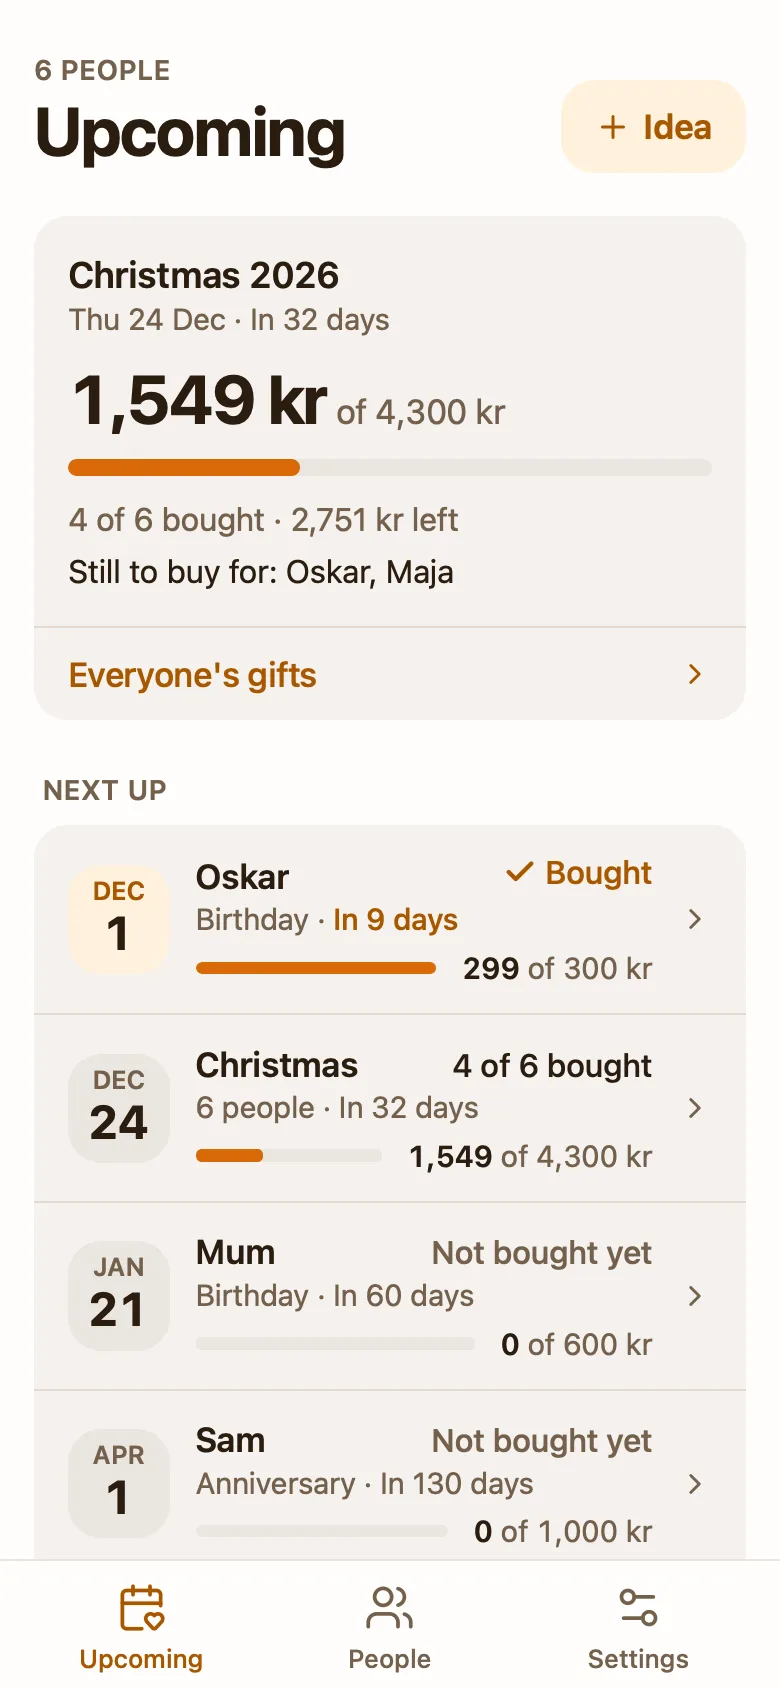 6 PEOPLE
Upcoming
+ Idea
Christmas 2026
Thu 24 Dec · In 32 days
1,549 kr of 4,300 kr
4 of 6 bought · 2,751 kr left
Still to buy for: Oskar, Maja
Everyone's gifts
NEXT UP
DEC
1
Oskar
Bought
Birthday · In 9 days
299 of 300 kr
DEC
24
Christmas
4 of 6 bought
6 people · In 32 days
1,549 of 4,300 kr
JAN
21
Mum
Not bought yet
Birthday · In 60 days
0 of 600 kr
APR
1
Sam
Not bought yet
Anniversary · In 130 days
0 of 1,000 kr
Upcoming
People
Settings